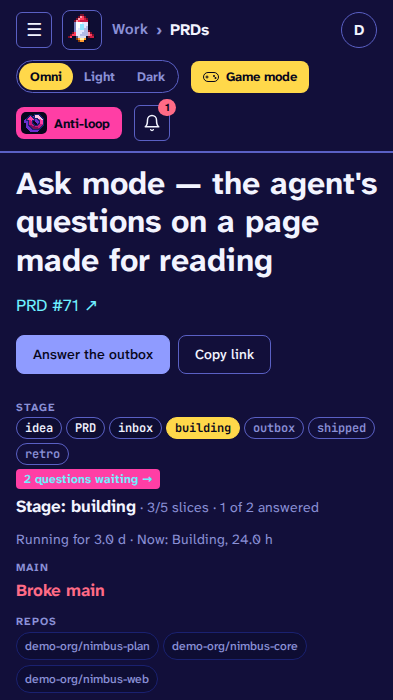 ☰ Work › PRDs D
Omni Light Dark Game mode
Anti-loop 1
Ask mode — the agent's
questions on a page
made for reading
PRD #71 ↗
Answer the outbox Copy link
STAGE
idea PRD inbox building outbox shipped
retro
2 questions waiting →
Stage: building · 3/5 slices · 1 of 2 answered
Running for 3.0 d · Now: Building, 24.0 h
MAIN
Broke main
REPOS
demo-org/nimbus-plan demo-org/nimbus-core
demo-org/nimbus-web